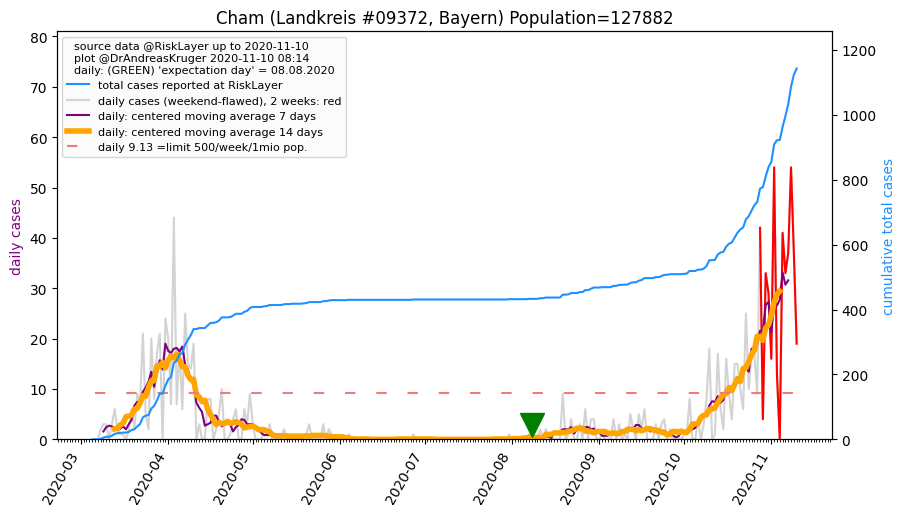 Cham (Landkreis #09372, Bayern) Population=127882
source data @RiskLayer up to 2020-11-10
plot @DrAndreasKruger 2020-11-10 08:14
daily: (GREEN) 'expectation day' = 08.08.2020
total cases reported at RiskLayer
daily cases (weekend-flawed), 2 weeks: red
daily: centered moving average 7 days
daily: centered moving average 14 days
daily 9.13 =limit 500/week/1mio pop.
daily cases
80
70
60
50
40
30
20
10
0
1200
1000
800
600
400
200
0
cumulative total cases
2020-03
2020-04
2020-05
2020-06
2020-07
2020-08
2020-09
2020-10
2020-11